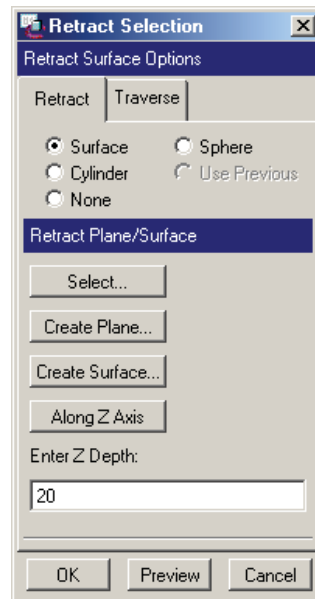 Retract Selection
Retract Surface Options
Retract Traverse
Surface Sphere
Cylinder Use Previous
None
Retract Plane/Surface
Select...
Create Plane...
Create Surface...
Along Z Axis
Enter Z Depth:
20
OK Preview Cancel